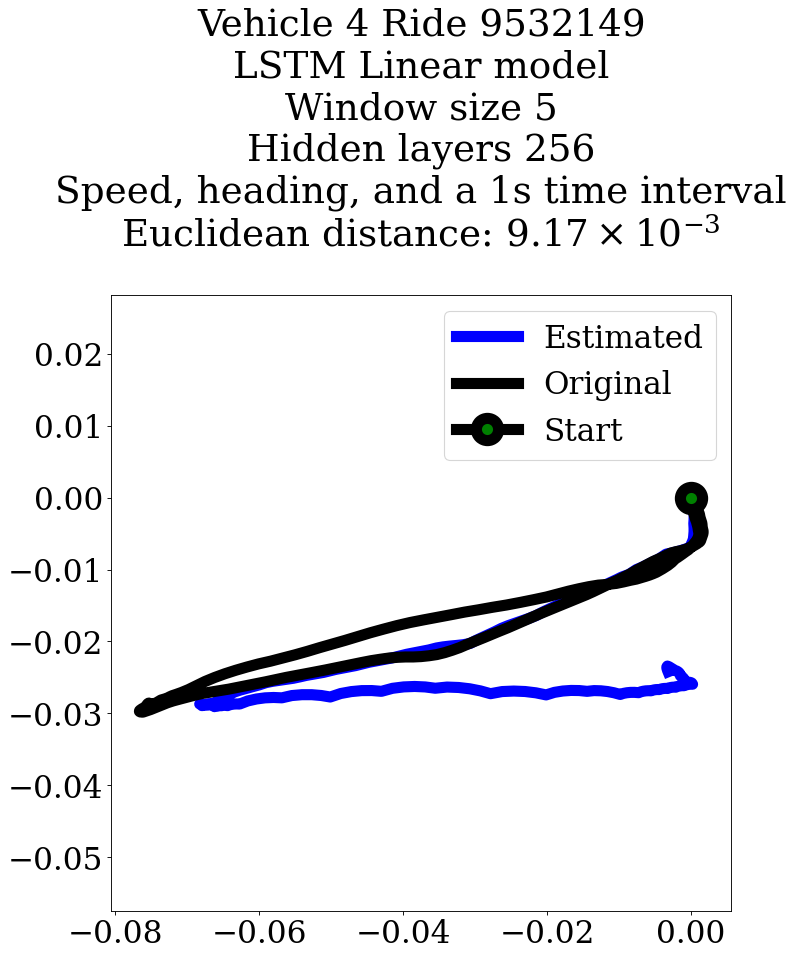 Vehicle 4 Ride 9532149
LSTM Linear model
Window size 5
Hidden layers 256
Speed, heading, and a 1s time interval
Euclidean distance: 9.17 × 10⁻³
Estimated
Original
Start
0.02
0.01
0.00
−0.01
−0.02
−0.03
−0.04
−0.05
−0.08 −0.06 −0.04 −0.02 0.00